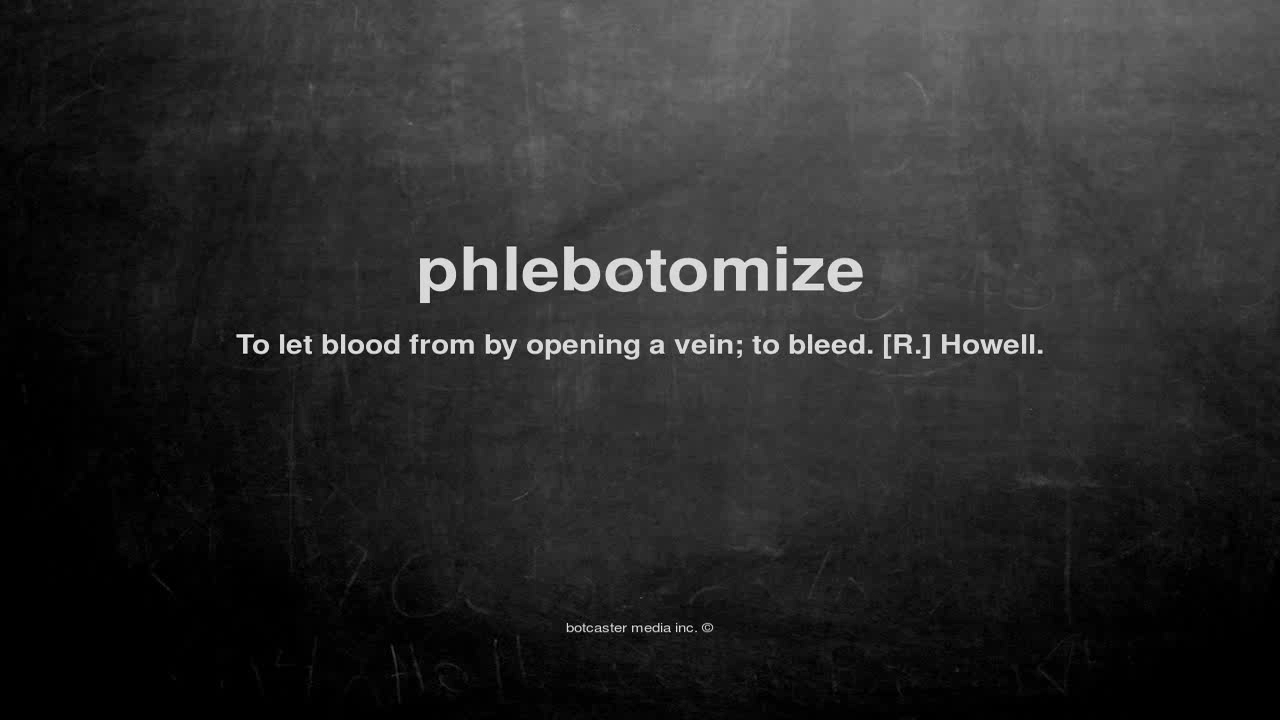 phlebotomize
To let blood from by opening a vein; to bleed. [R.] Howell.
botcaster media inc. ©